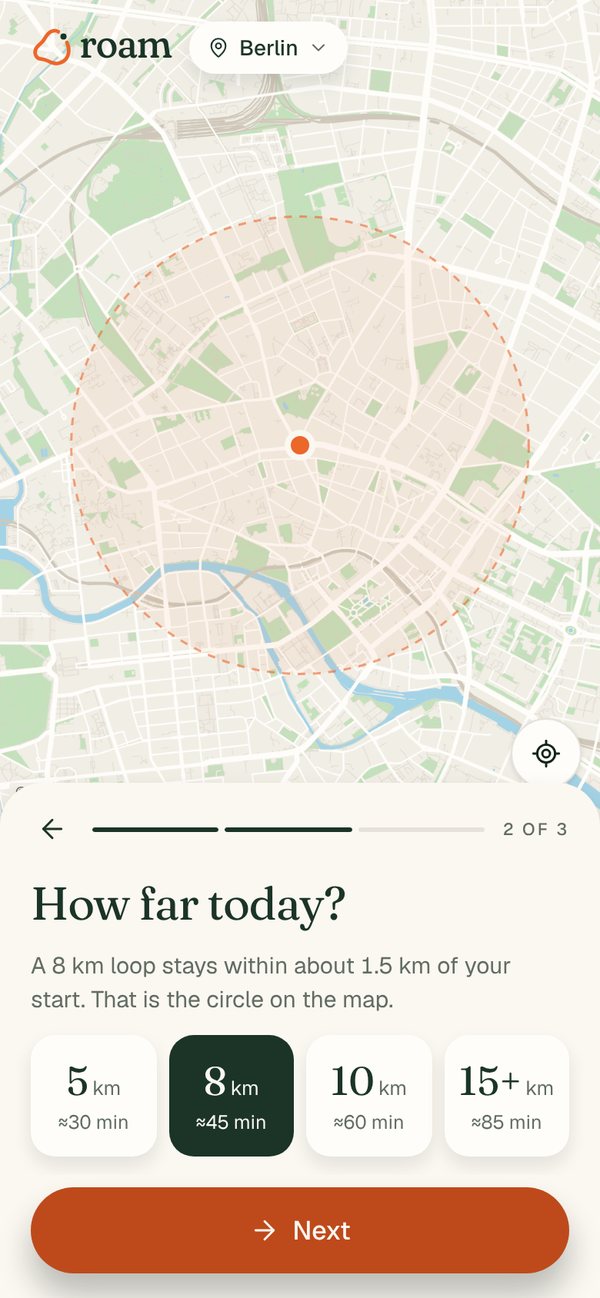 roam
Berlin
2 OF 3
How far today?
A 8 km loop stays within about 1.5 km of your
start. That is the circle on the map.
5 km
≈30 min
8 km
≈45 min
10 km
≈60 min
15+ km
≈85 min
Next